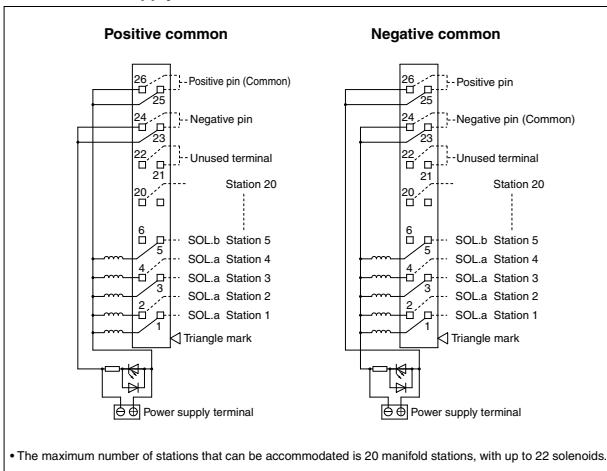 Positive common
26
Positive pin (Common)
25
24
Negative pin
23
22
Unused terminal
21
Station 20
20
6
SOL.b Station 5
5
SOL.a Station 4
4
SOL.a Station 3
3
SOL.a Station 2
2
SOL.a Station 1
1
Triangle mark
⊖ ⊕ Power supply terminal
Negative common
26
Positive pin
25
24
Negative pin (Common)
23
22
Unused terminal
21
Station 20
20
6
SOL.b Station 5
5
SOL.a Station 4
4
SOL.a Station 3
3
SOL.a Station 2
2
SOL.a Station 1
1
Triangle mark
⊖ ⊕ Power supply terminal
• The maximum number of stations that can be accommodated is 20 manifold stations, with up to 22 solenoids.